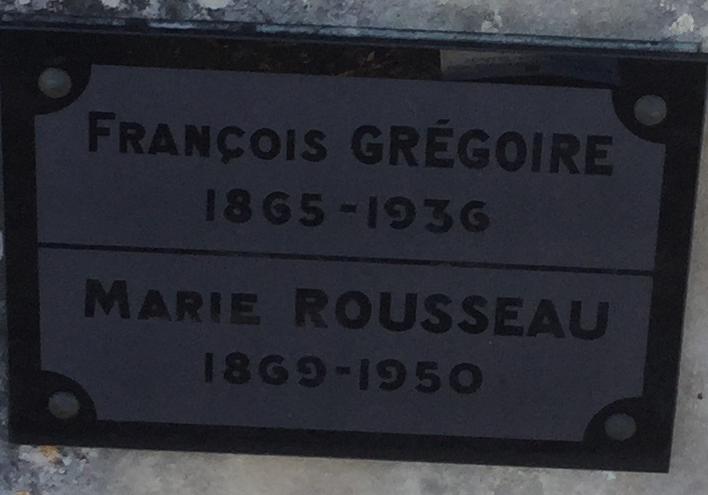 François GRÉGOIRE
1865-1936
Marie ROUSSEAU
1869-1950